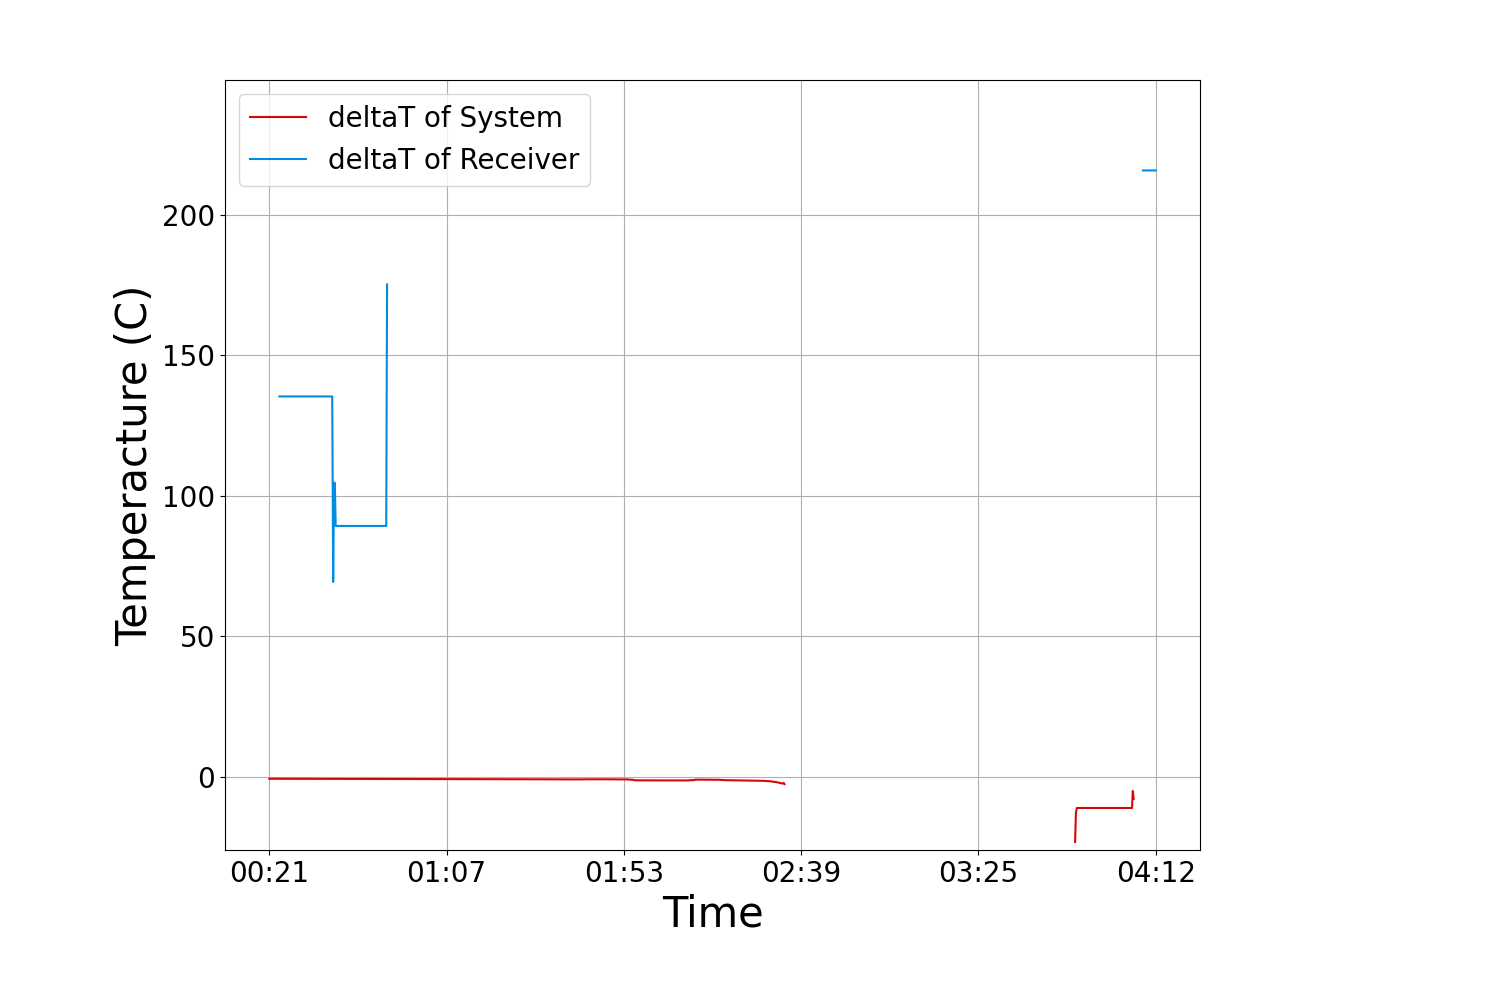 deltaT of System
deltaT of Receiver
200
150
100
50
0
Temperacture (C)
00:21 01:07 01:53 02:39 03:25 04:12
Time